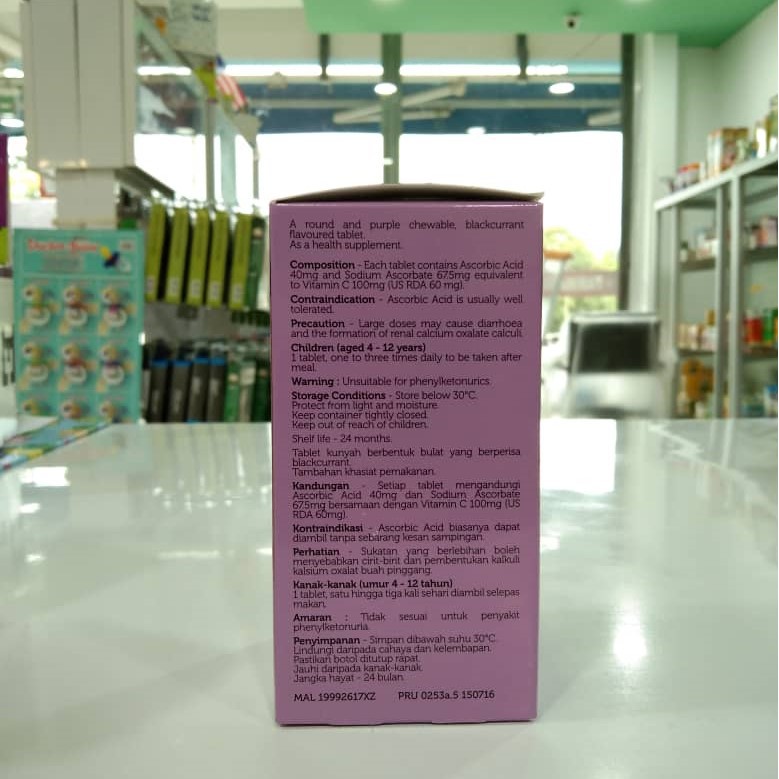 A round and purple chewable, blackcurrant
flavoured tablet.
As a health supplement.
Composition - Each tablet contains Ascorbic Acid
40mg and Sodium Ascorbate 67.5mg equivalent
to Vitamin C 100mg (US RDA 60 mg).
Contraindication - Ascorbic Acid is usually well
tolerated.
Precaution - Large doses may cause diarrhoea
and the formation of renal calcium oxalate calculi.
Children (aged 4 - 12 years)
1 tablet, one to three times daily to be taken after
meal.
Warning : Unsuitable for phenylketonurics.
Storage Conditions - Store below 30°C.
Protect from light and moisture.
Keep container tightly closed.
Keep out of reach of children.
Shelf life - 24 months.
Tablet kunyah berbentuk bulat yang berperisa
blackcurrant.
Tambahan khasiat pemakanan.
Kandungan - Setiap tablet mengandungi
Ascorbic Acid 40mg dan Sodium Ascorbate
67.5mg bersamaan dengan Vitamin C 100mg (US
RDA 60mg).
Kontraindikasi - Ascorbic Acid biasanya dapat
diambil tanpa sebarang kesan sampingan.
Perhatian - Sukatan yang berlebihan boleh
menyebabkan cirit-birit dan pembentukan kalkuli
kalsium oxalat buah pinggang.
Kanak-kanak (umur 4 - 12 tahun)
1 tablet, satu hingga tiga kali sehari diambil selepas
makan.
Amaran : Tidak sesuai untuk penyakit
phenylketonuria.
Penyimpanan - Simpan dibawah suhu 30°C.
Lindungi daripada cahaya dan kelembapan.
Pastikan botol ditutup rapat.
Jauhi daripada kanak-kanak.
Jangka hayat - 24 bulan.
MAL 19992617XZ PRU 0253a.5 150716